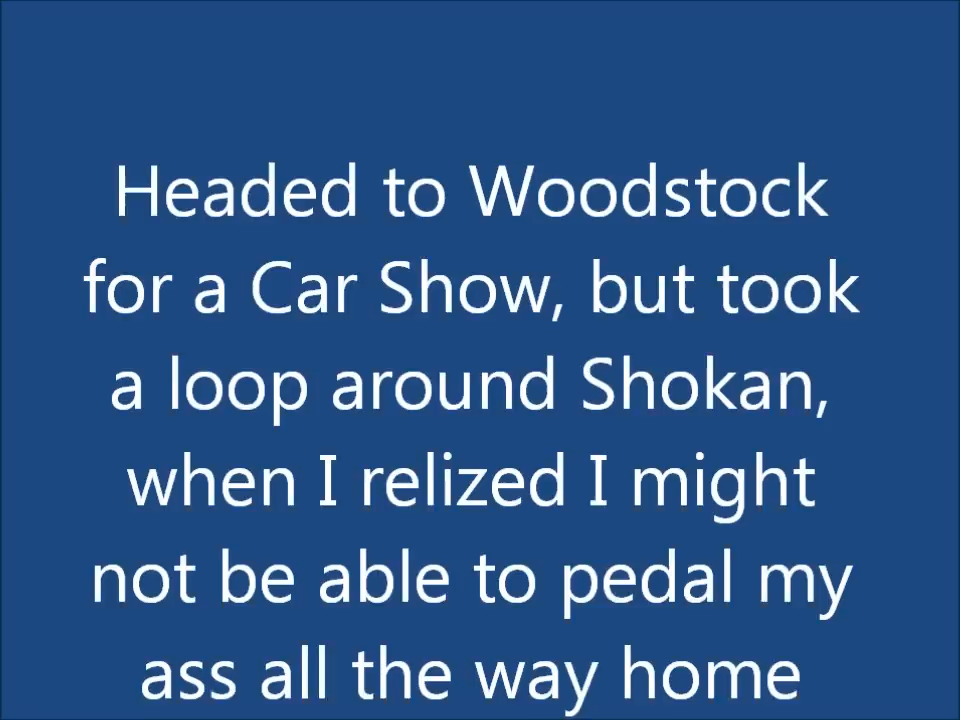 Headed to Woodstock
for a Car Show, but took
a loop around Shokan,
when I relized I might
not be able to pedal my
ass all the way home